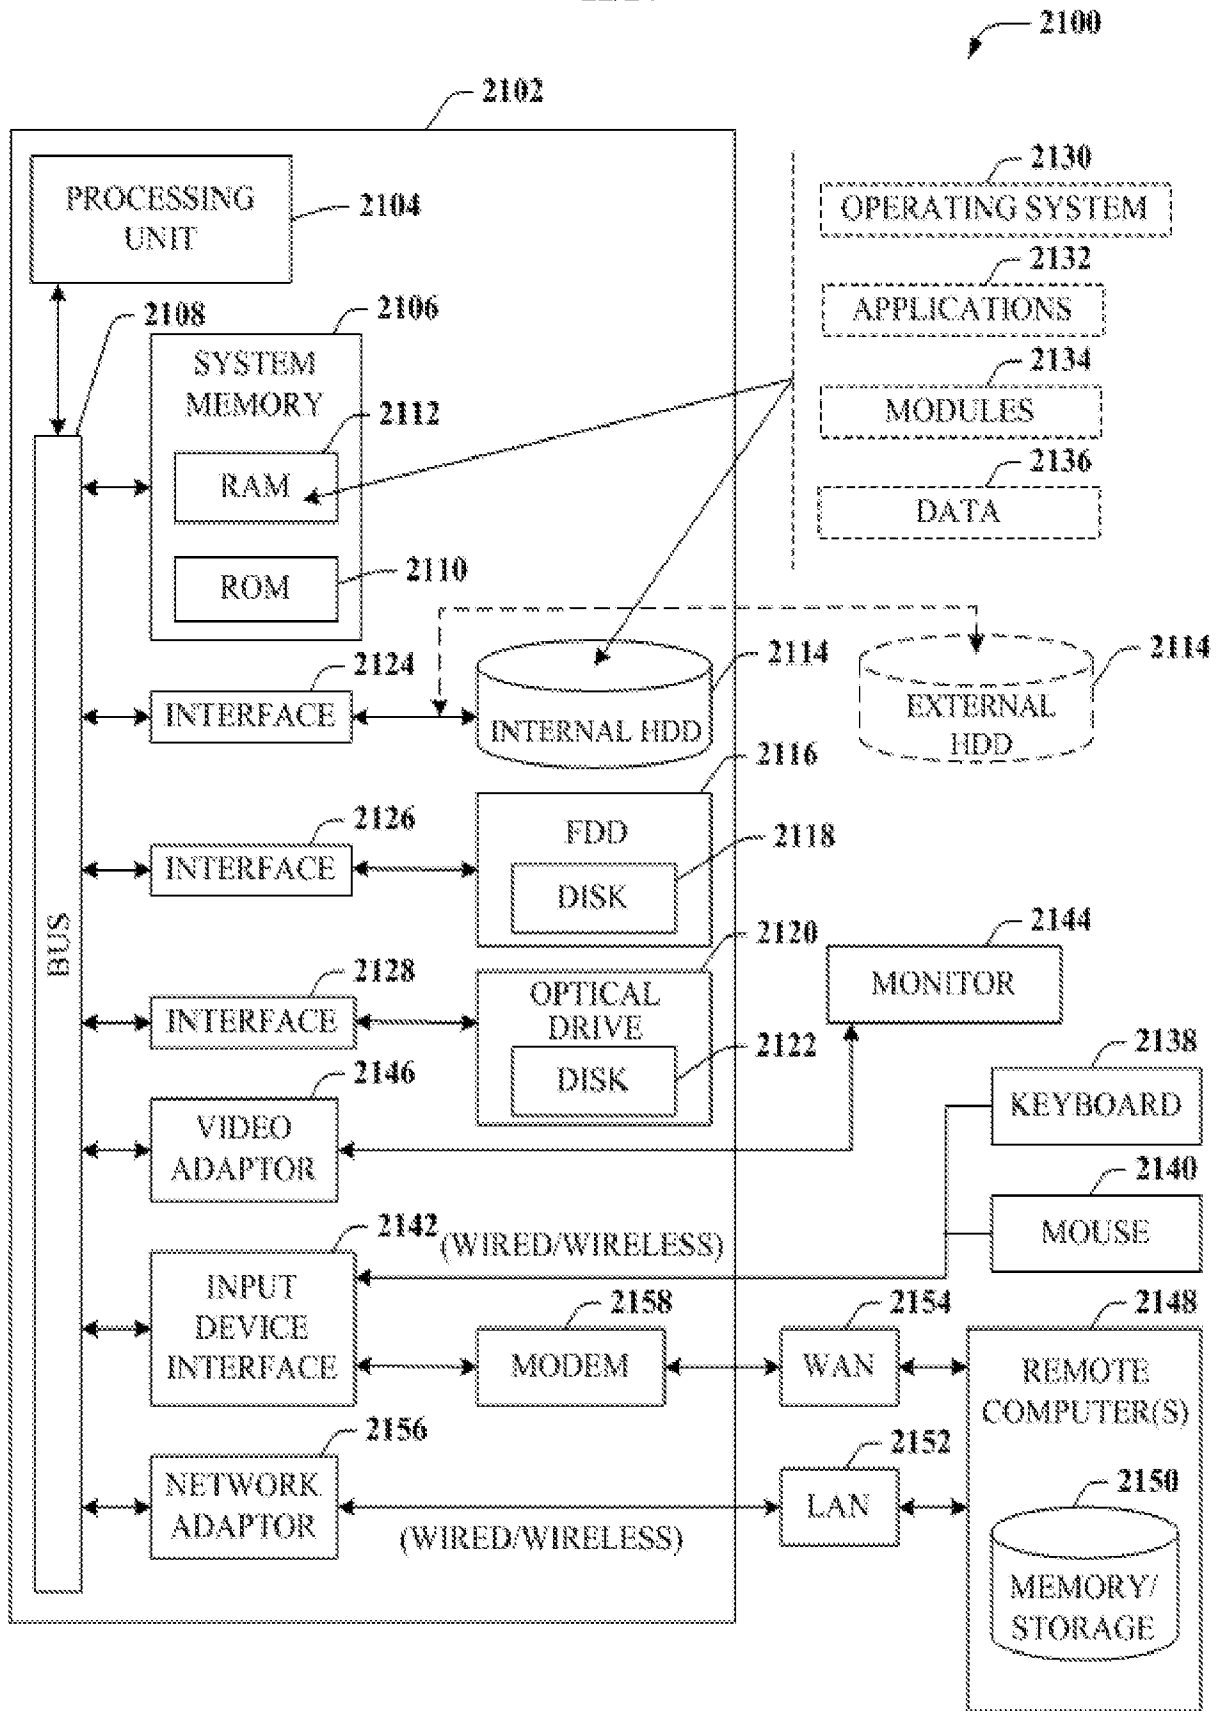 2100
2102
PROCESSING
UNIT
2104
2130
OPERATING SYSTEM
2132
APPLICATIONS
2134
MODULES
2136
DATA
2108
2106
SYSTEM
MEMORY
2112
RAM
ROM
2110
2124
INTERFACE
INTERNAL HDD
2114
EXTERNAL
HDD
2114
2126
INTERFACE
2116
FDD
2118
DISK
BUS
2128
INTERFACE
2120
OPTICAL
DRIVE
2122
DISK
2144
MONITOR
2146
VIDEO
ADAPTOR
2138
KEYBOARD
2140
MOUSE
2142
(WIRED/WIRELESS)
INPUT
DEVICE
INTERFACE
2158
MODEM
2154
WAN
2148
REMOTE
COMPUTER(S)
2156
NETWORK
ADAPTOR
(WIRED/WIRELESS)
2152
LAN
2150
MEMORY/
STORAGE